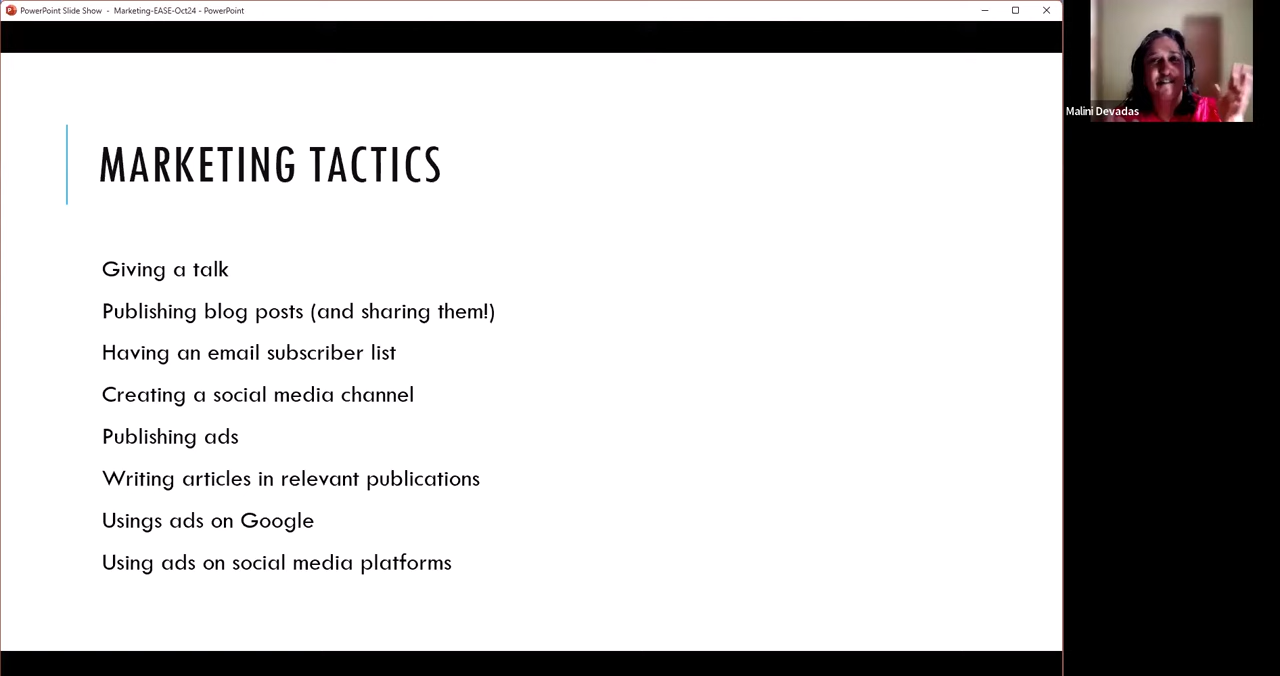 PowerPoint Slide Show - Marketing-EASE-Oct24 - PowerPoint
Malini Devadas
MARKETING TACTICS
Giving a talk
Publishing blog posts (and sharing them!)
Having an email subscriber list
Creating a social media channel
Publishing ads
Writing articles in relevant publications
Usings ads on Google
Using ads on social media platforms